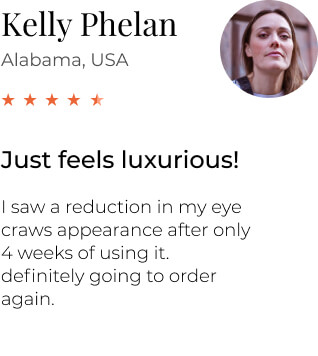 Kelly Phelan
Alabama, USA
Just feels luxurious!
I saw a reduction in my eye
craws appearance after only
4 weeks of using it.
definitely going to order
again.